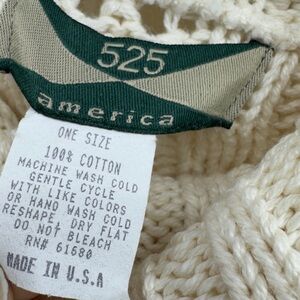 525
america
ONE SIZE
100% COTTON
MACHINE WASH COLD
GENTLE CYCLE
WITH LIKE COLORS
OR HAND WASH COLD
RESHAPE, DRY FLAT
DO NOT BLEACH
RN# 61680
MADE IN U.S.A